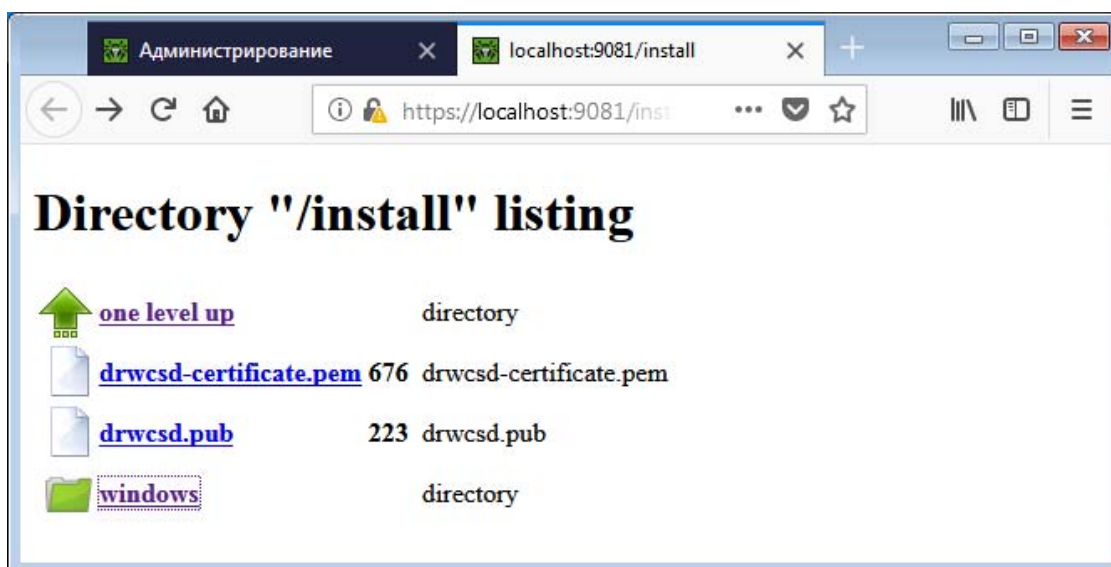 Администрирование
localhost:9081/install
https://localhost:9081/inst
Directory "/install" listing
one level up directory
drwcsd-certificate.pem 676 drwcsd-certificate.pem
drwcsd.pub 223 drwcsd.pub
windows directory